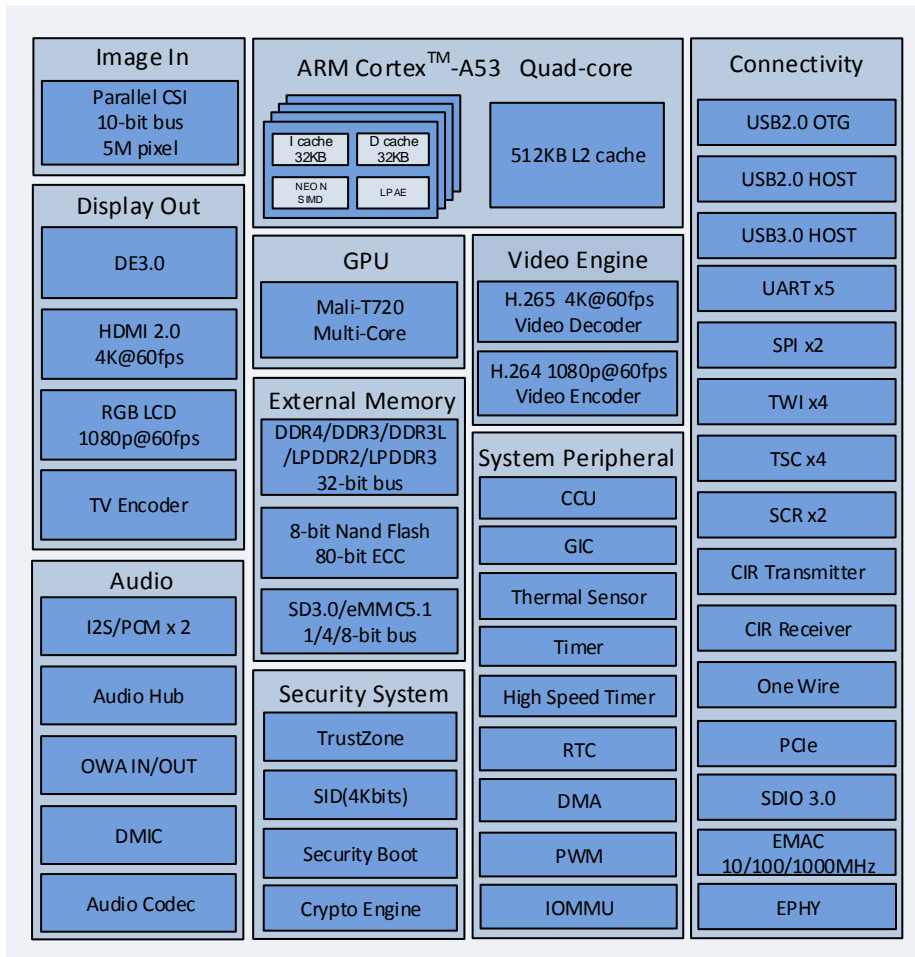 Image In
Parallel CSI
10-bit bus
5M pixel
Display Out
DE3.0
HDMI 2.0
4K@60fps
RGB LCD
1080p@60fps
TV Encoder
Audio
I2S/PCM x 2
Audio Hub
OWA IN/OUT
DMIC
Audio Codec
ARM Cortex™-A53 Quad-core
I cache
32KB
D cache
32KB
NEON
SIMD
LPAE
512KB L2 cache
GPU
Mali-T720
Multi-Core
External Memory
DDR4/DDR3/DDR3L
/LPDDR2/LPDDR3
32-bit bus
8-bit Nand Flash
80-bit ECC
SD3.0/eMMC5.1
1/4/8-bit bus
Security System
TrustZone
SID(4Kbits)
Security Boot
Crypto Engine
Video Engine
H.265 4K@60fps
Video Decoder
H.264 1080p@60fps
Video Encoder
System Peripheral
CCU
GIC
Thermal Sensor
Timer
High Speed Timer
RTC
DMA
PWM
IOMMU
Connectivity
USB2.0 OTG
USB2.0 HOST
USB3.0 HOST
UART x5
SPI x2
TWI x4
TSC x4
SCR x2
CIR Transmitter
CIR Receiver
One Wire
PCIe
SDIO 3.0
EMAC
10/100/1000MHz
EPHY